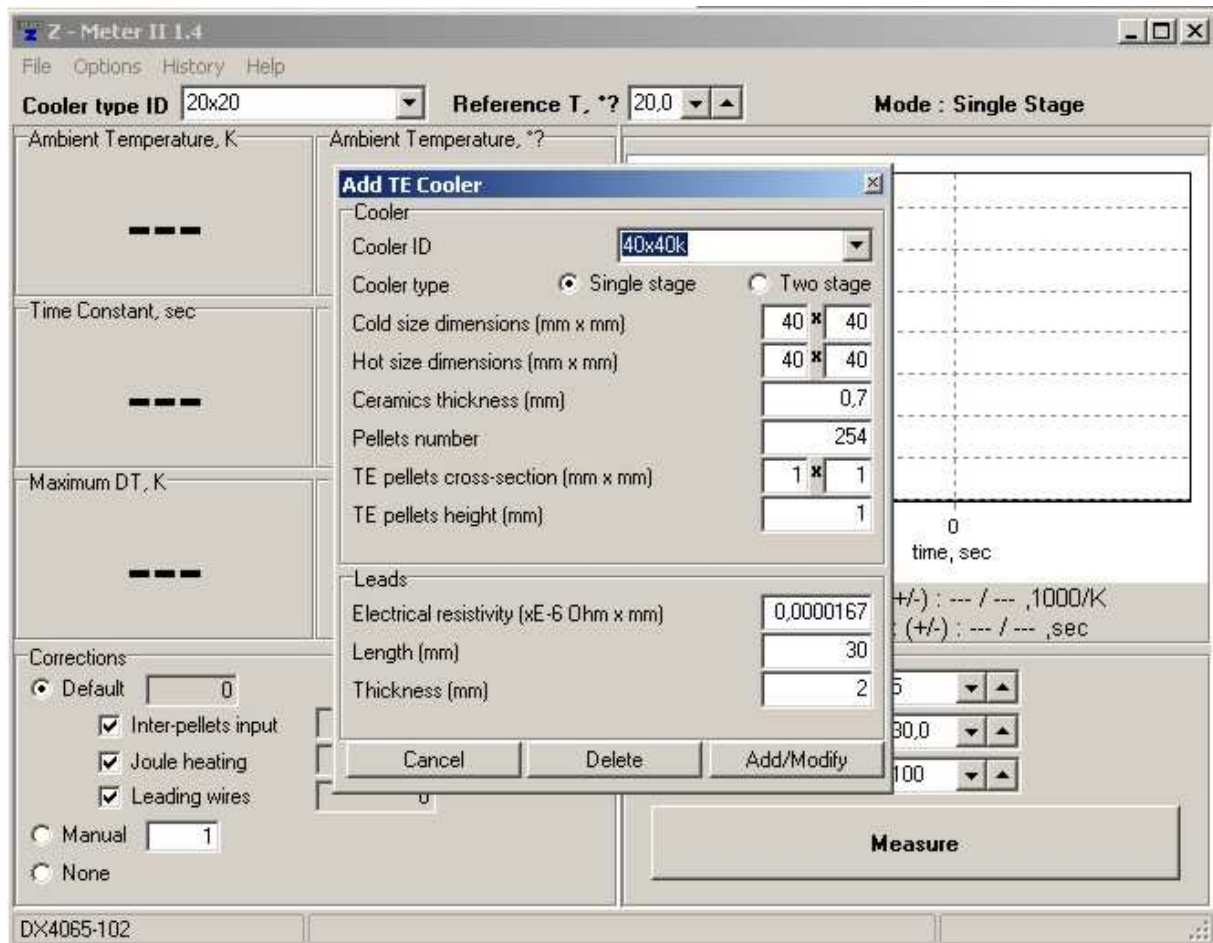 Z - Meter II 1.4
File Options History Help
Cooler type ID 20x20 Reference T, *? 20,0 Mode : Single Stage
Ambient Temperature, K
Ambient Temperature, *?
---
Time Constant, sec
---
Maximum DT, K
---
Add TE Cooler
Cooler
Cooler ID 40x40k
Cooler type Single stage Two stage
Cold size dimensions (mm x mm) 40 x 40
Hot size dimensions (mm x mm) 40 x 40
Ceramics thickness (mm) 0,7
Pellets number 254
TE pellets cross-section (mm x mm) 1 x 1
TE pellets height (mm) 1
Leads
Electrical resistivity (xE-6 Ohm x mm) 0,0000167
Length (mm) 30
Thickness (mm) 2
Cancel Delete Add/Modify
0
time, sec
+/-) : --- / --- ,1000/K
(+/-) : --- / --- ,sec
Corrections
Default 0
Inter-pellets input
Joule heating
Leading wires 0
Manual 1
None
5
30,0
100
Measure
DX4065-102